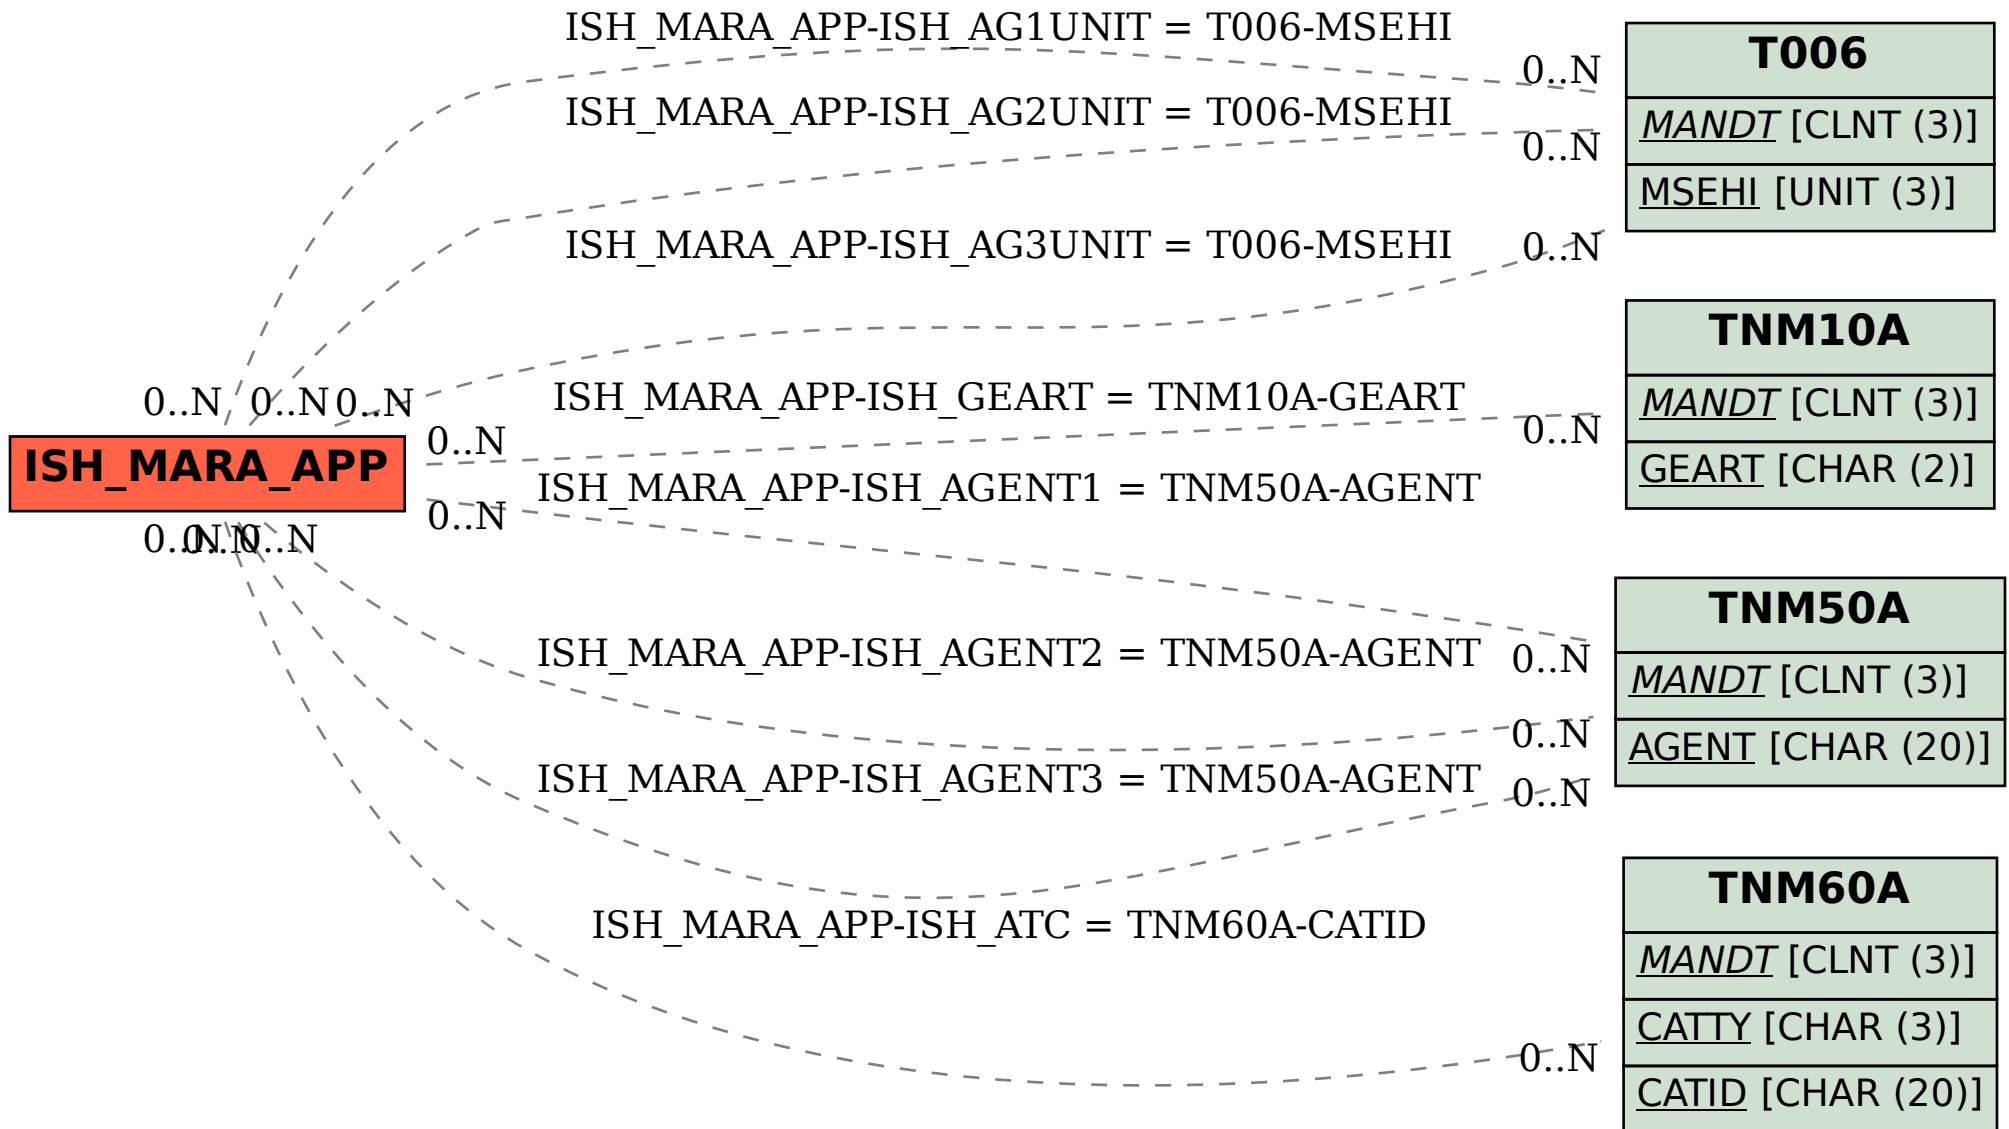 ISH_MARA_APP-ISH_AG1UNIT = T006-MSEHI
0..N
T006
MANDT [CLNT (3)]
MSEHI [UNIT (3)]
ISH_MARA_APP-ISH_AG2UNIT = T006-MSEHI
0..N
ISH_MARA_APP-ISH_AG3UNIT = T006-MSEHI
0..N
TNM10A
MANDT [CLNT (3)]
GEART [CHAR (2)]
0..N
0..N
0..N
ISH_MARA_APP-ISH_GEART = TNM10A-GEART
0..N
0..N
ISH_MARA_APP
ISH_MARA_APP-ISH_AGENT1 = TNM50A-AGENT
0..N
0..N
0..N
0..N
TNM50A
MANDT [CLNT (3)]
AGENT [CHAR (20)]
ISH_MARA_APP-ISH_AGENT2 = TNM50A-AGENT
0..N
0..N
ISH_MARA_APP-ISH_AGENT3 = TNM50A-AGENT
0..N
TNM60A
MANDT [CLNT (3)]
CATTY [CHAR (3)]
CATID [CHAR (20)]
ISH_MARA_APP-ISH_ATC = TNM60A-CATID
0..N